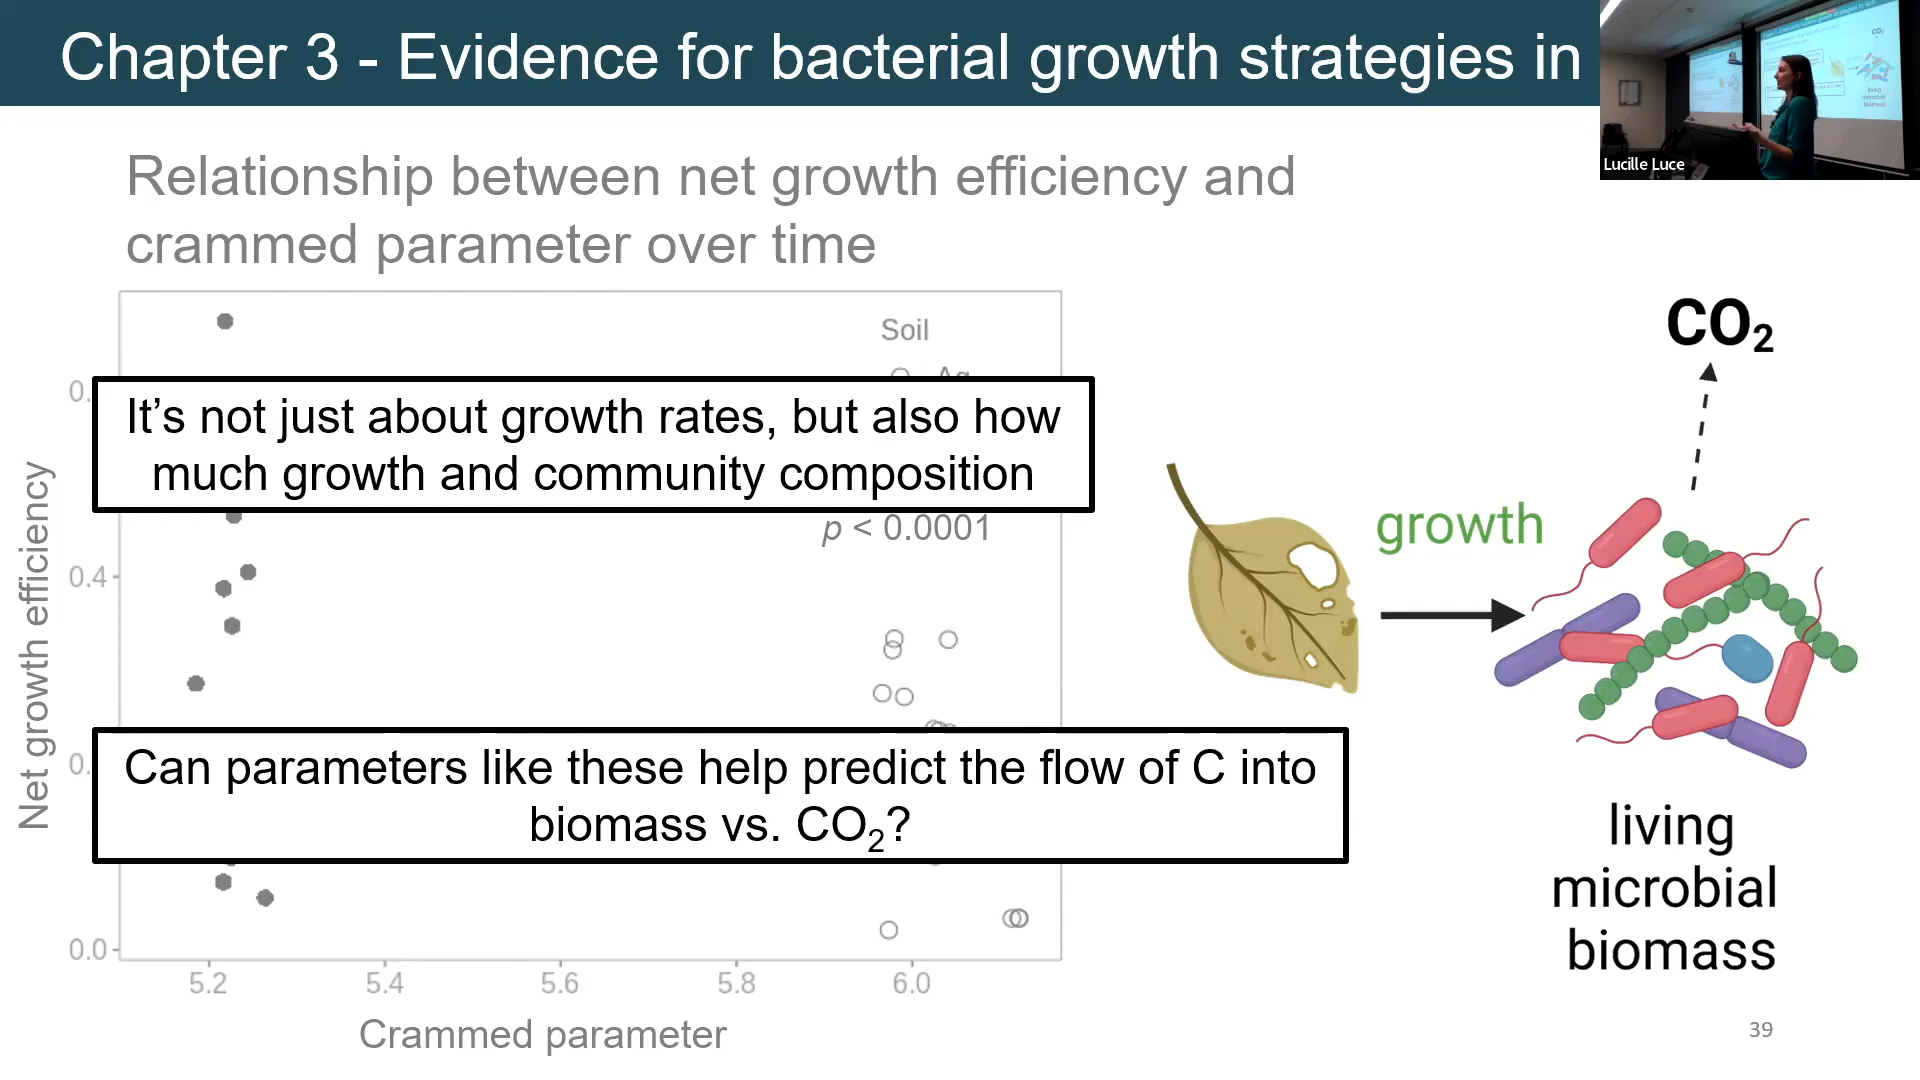 Chapter 3 - Evidence for bacterial growth strategies in
Lucille Luce
Relationship between net growth efficiency and
crammed parameter over time
Soil
Ag
It’s not just about growth rates, but also how
much growth and community composition
p < 0.0001
Net growth efficiency
0.
0.4
0.
0.0
5.2 5.4 5.6 5.8 6.0
Crammed parameter
Can parameters like these help predict the flow of C into
biomass vs. CO₂?
CO₂
growth
living
microbial
biomass
39